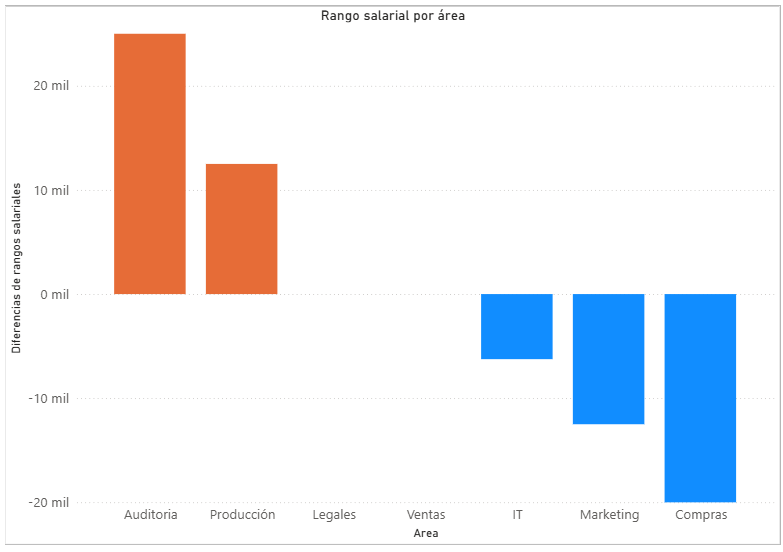 Rango salarial por área
Diferencias de rangos salariales
20 mil
10 mil
0 mil
-10 mil
-20 mil
Auditoria
Producción
Legales
Ventas
IT
Marketing
Compras
Area